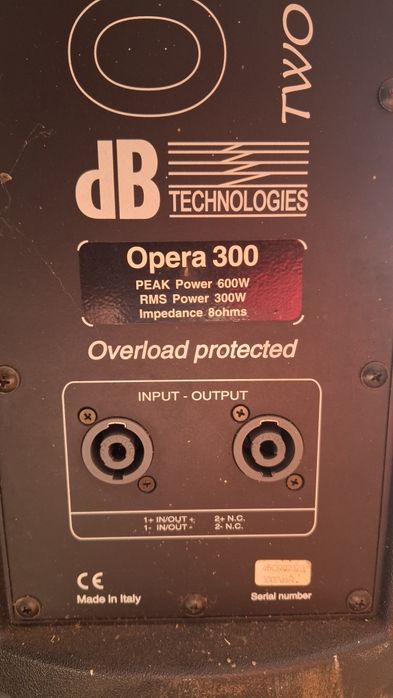 TWO
dB
TECHNOLOGIES
Opera 300
PEAK Power 600W
RMS Power 300W
Impedance 8ohms
Overload protected
INPUT - OUTPUT
1+ IN/OUT + 2+ N.C.
1- IN/OUT - 2- N.C.
CE
Made in Italy
Serial number